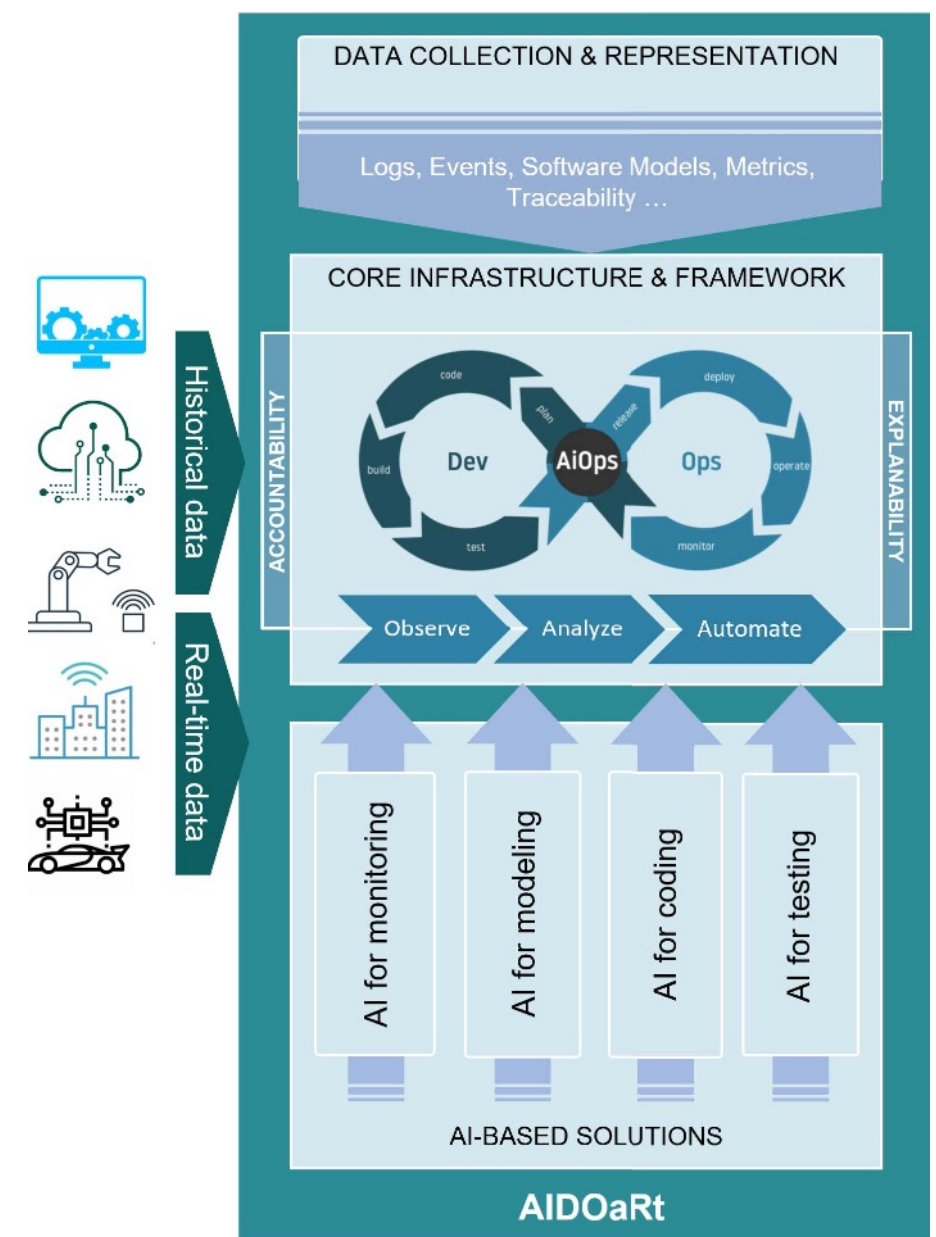 DATA COLLECTION & REPRESENTATION
Logs, Events, Software Models, Metrics,
Traceability ...
CORE INFRASTRUCTURE & FRAMEWORK
Historical data
Real-time data
ACCOUNTABILITY
EXPLANABILITY
code
plan
build
test
Dev
AiOps
release
deploy
Ops
operate
monitor
Observe
Analyze
Automate
AI for monitoring
AI for modeling
AI for coding
AI for testing
AI-BASED SOLUTIONS
AIDOaRt